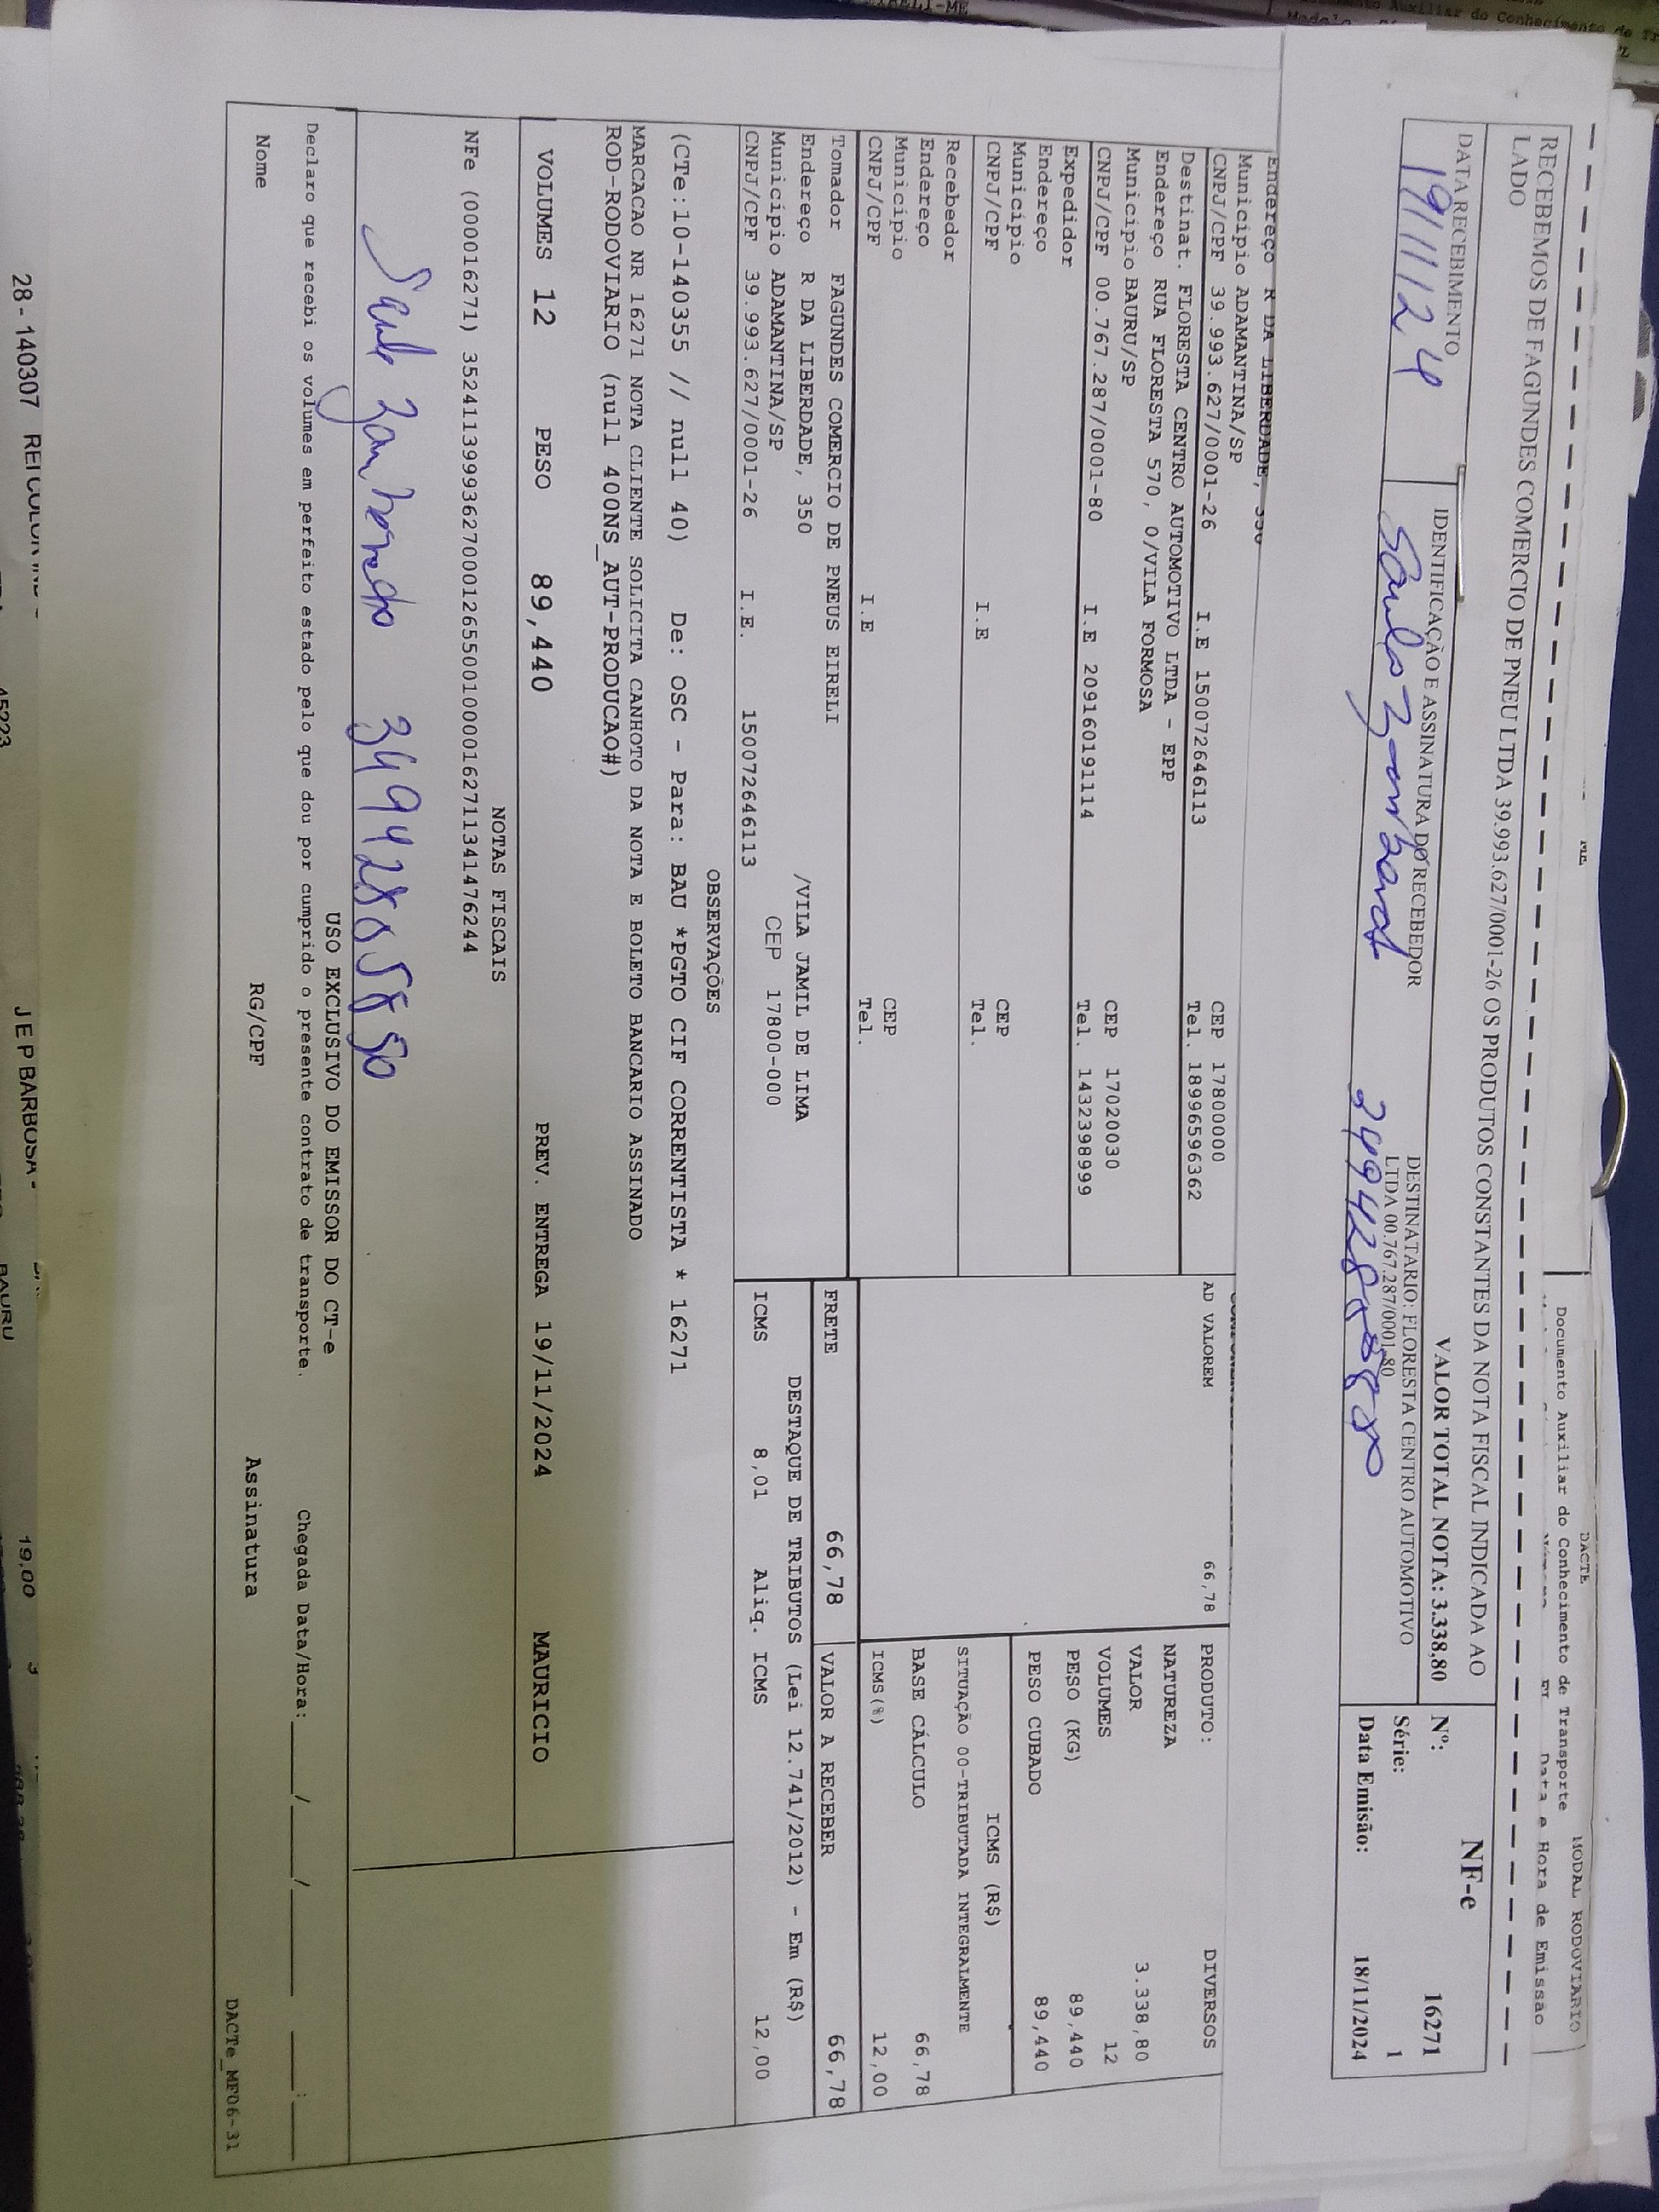 RECEBEMOS DE FAGUNDES COMERCIO DE PNEU LTDA 39.993.627/0001-26 OS PRODUTOS CONSTANTES DA NOTA FISCAL INDICADA AO
LADO
VALOR TOTAL NOTA: 3.338,80
DATA RECEBIMENTO
19/11/24
IDENTIFICAÇÃO E ASSINATURA DO RECEBEDOR
DESTINATARIO: FLORESTA CENTRO AUTOMOTIVO
LTDA 00.767.287/0001-80
NF-e
Nº: 16271
Série: 1
Data Emissão: 18/11/2024
DACTE
Documento Auxiliar do Conhecimento de Transporte
MODAL RODOVIARIO
Data e Hora de Emissão
Endereço R DA LIBERDADE, 350
Município ADAMANTINA/SP CEP 17800000
CNPJ/CPF 39.993.627/0001-26 I.E 150072646113 Tel. 18996596362
Destinat. FLORESTA CENTRO AUTOMOTIVO LTDA - EPP
Endereço RUA FLORESTA 570, 0/VILA FORMOSA
Município BAURU/SP CEP 17020030
CNPJ/CPF 00.767.287/0001-80 I.E 209160191114 Tel. 1432398999
Expedidor
Endereço
Município CEP
CNPJ/CPF I.E Tel.
Recebedor
Endereço
Município CEP
CNPJ/CPF I.E Tel.
Tomador FAGUNDES COMERCIO DE PNEUS EIRELI
Endereço R DA LIBERDADE, 350 /VILA JAMIL DE LIMA
Município ADAMANTINA/SP CEP 17800-000
CNPJ/CPF 39.993.627/0001-26 I.E. 150072646113
AD VALOREM 66,78
PRODUTO: DIVERSOS
NATUREZA
VALOR 3.338,80
VOLUMES 12
PESO (KG) 89,440
PESO CUBADO 89,440
ICMS (R$)
SITUAÇÃO 00-TRIBUTADA INTEGRALMENTE
BASE CÁLCULO 66,78
ICMS(%) 12,00
FRETE 66,78 VALOR A RECEBER 66,78
DESTAQUE DE TRIBUTOS (Lei 12.741/2012) - Em (R$)
ICMS 8,01 Aliq. ICMS 12,00
OBSERVAÇÕES
(CTe:10-140355 // null 40) De: OSC - Para: BAU *PGTO CIF CORRENTISTA * 16271
MARCACAO NR 16271 NOTA CLIENTE SOLICITA CANHOTO DA NOTA E BOLETO BANCARIO ASSINADO
ROD-RODOVIARIO (null 400NS_AUT-PRODUCAO#)
VOLUMES 12 PESO 89,440 PREV. ENTREGA 19/11/2024 MAURICIO
NOTAS FISCAIS
NFe (000016271) 35241139993627000126550010000162711341476244
USO EXCLUSIVO DO EMISSOR DO CT-e
Declaro que recebi os volumes em perfeito estado pelo que dou por cumprido o presente contrato de transporte. Chegada Data/Hora:____/____/______ ____:____
Nome RG/CPF Assinatura
DACTe_MF06-31
28 - 140307
J E P BARBOSA -
19.00
45223
BAURU